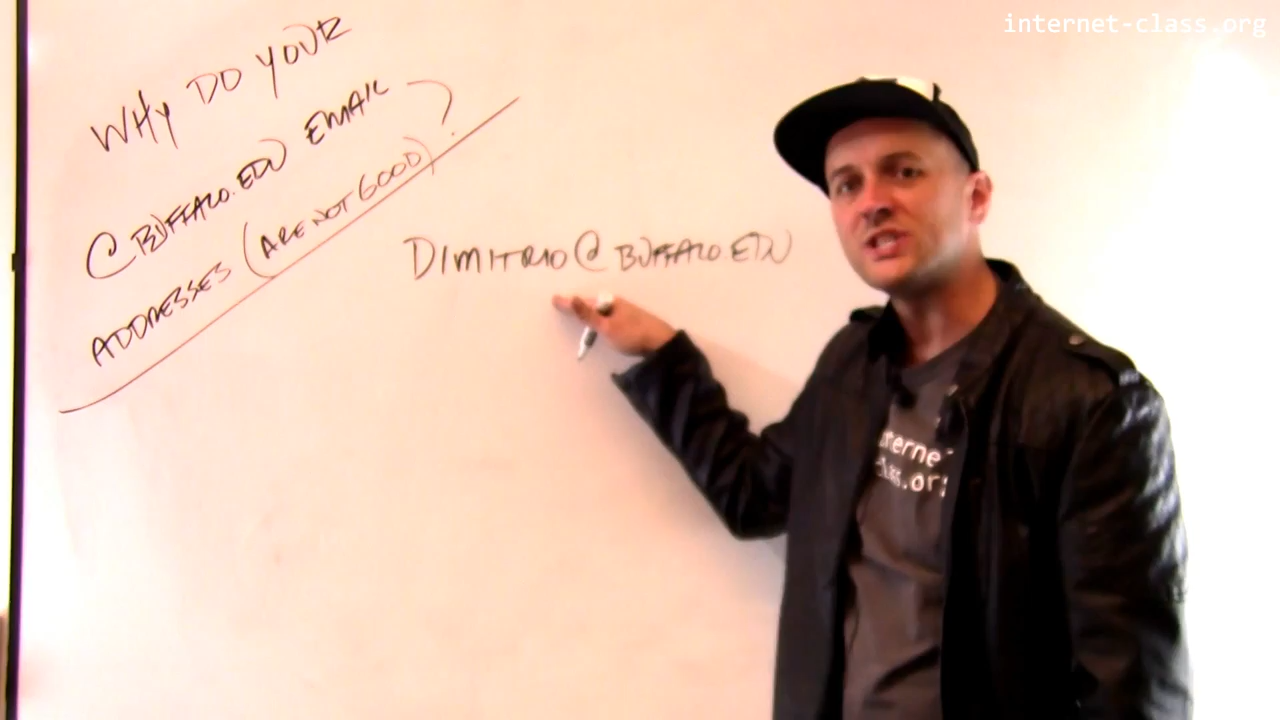 internet-class.org
WHY DO YOUR
@BUFFALO.EDU EMAIL
ADDRESSES (ARE NOT GOOD)?
DIMITRIO@BUFFALO.EDU
internet
class.org